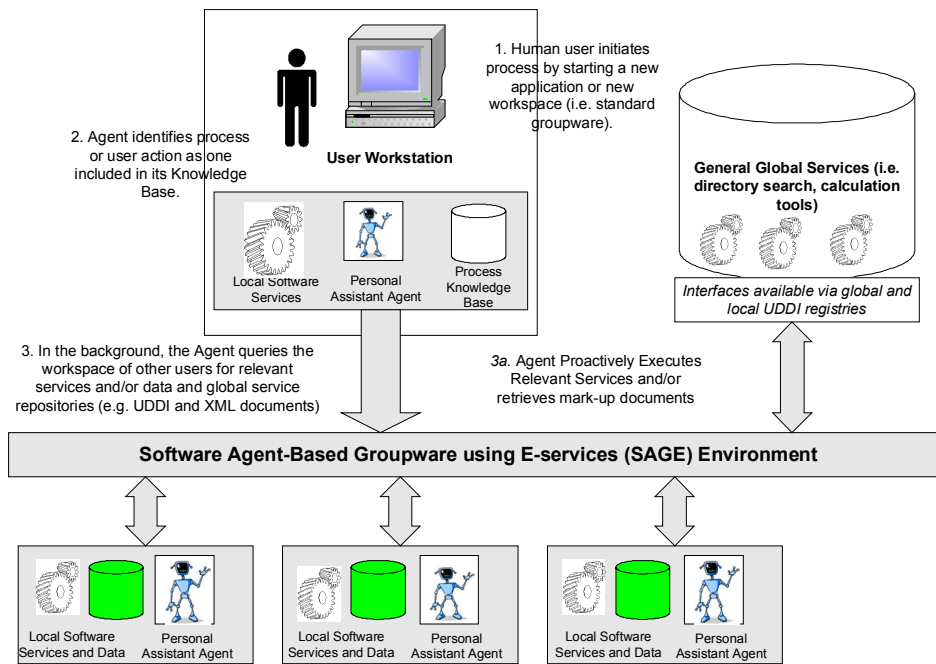 1. Human user initiates
process by starting a new
application or new
workspace (i.e. standard
groupware).
2. Agent identifies process
or user action as one
included in its Knowledge
Base.
User Workstation
General Global Services (i.e.
directory search, calculation
tools)
Local Software
Services
Personal
Assistant Agent
Process
Knowledge
Base
Interfaces available via global and
local UDDI registries
3. In the background, the Agent queries the
workspace of other users for relevant
services and/or data and global service
repositories (e.g. UDDI and XML documents)
3a. Agent Proactively Executes
Relevant Services and/or
retrieves mark-up documents
Software Agent-Based Groupware using E-services (SAGE) Environment
Local Software
Services and Data
Personal
Assistant Agent
Local Software
Services and Data
Personal
Assistant Agent
Local Software
Services and Data
Personal
Assistant Agent